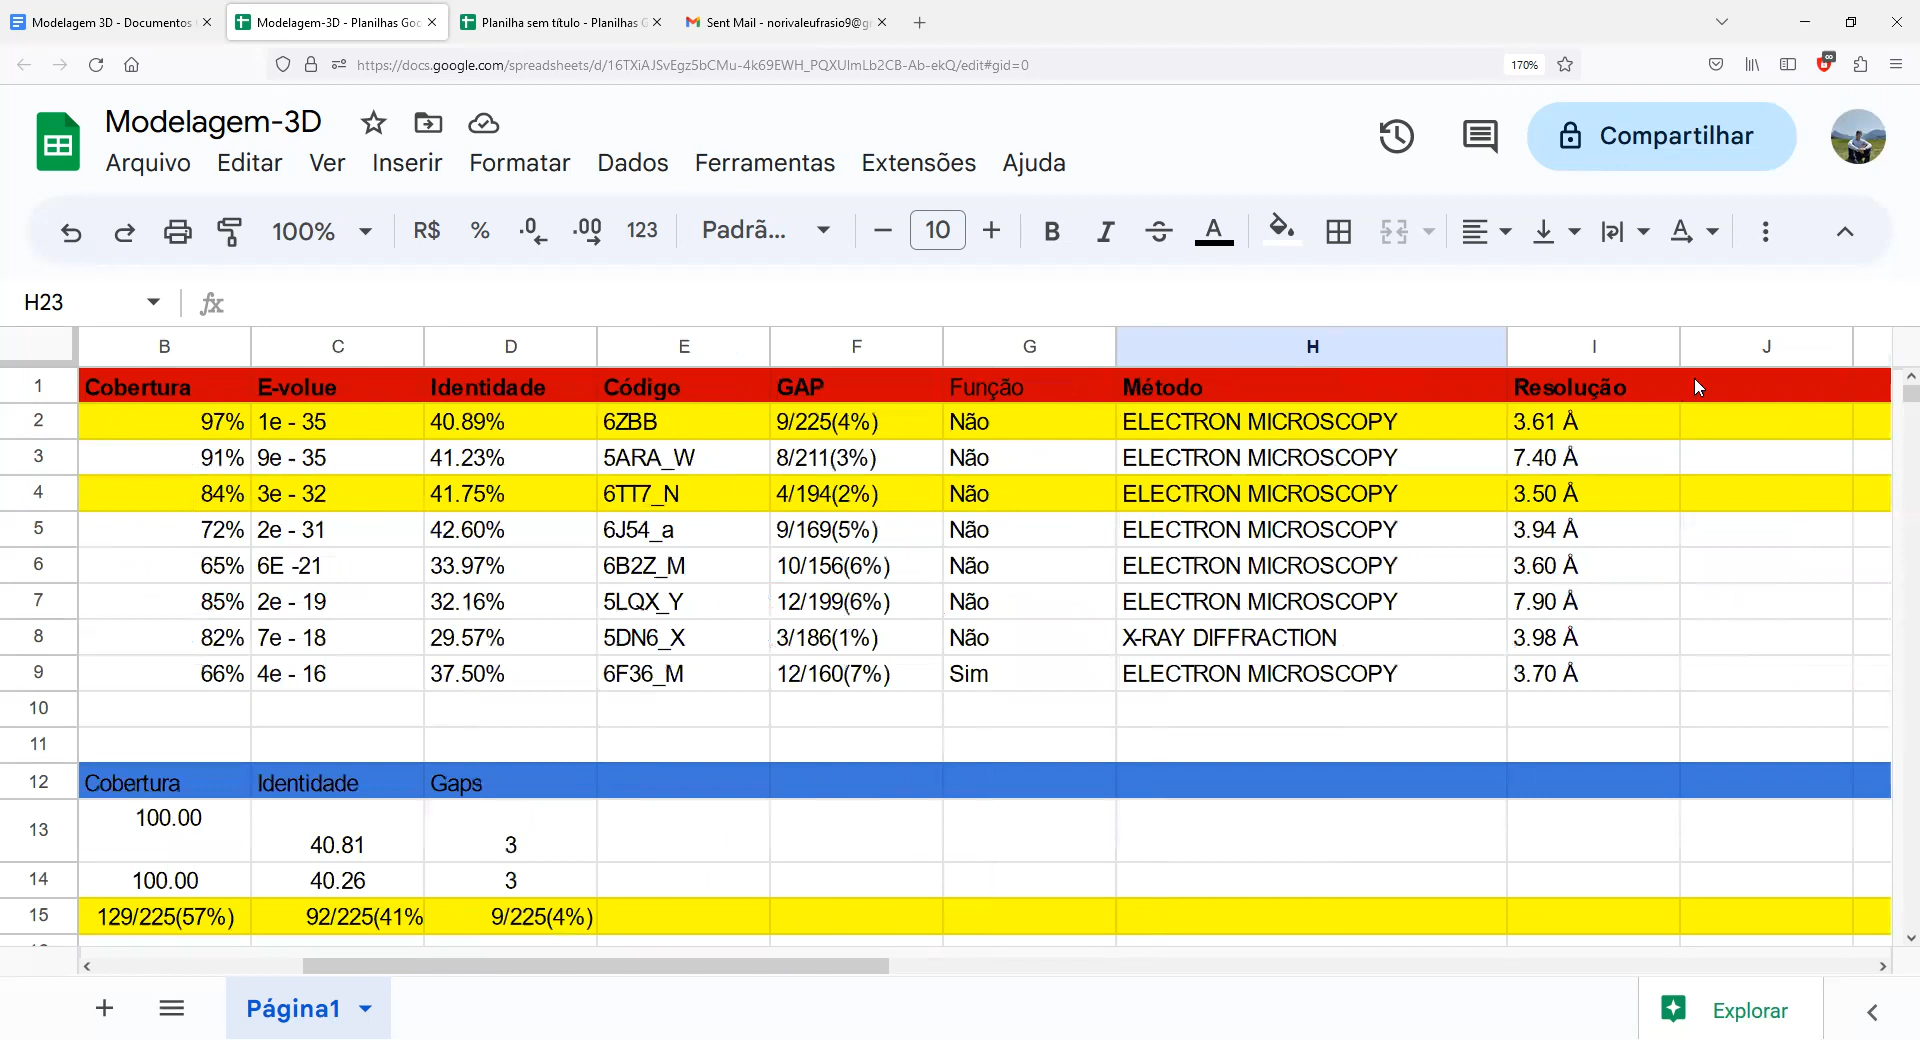 Modelagem 3D - Documentos
Modelagem-3D - Planilhas Goo
Planilha sem título - Planilhas G
Sent Mail - norivaleufrasio9@g
https://docs.google.com/spreadsheets/d/16TXiAJSvEgz5bCMu-4k69EWH_PQXUlmLb2CB-Ab-ekQ/edit#gid=0
170%
Modelagem-3D
Compartilhar
Arquivo Editar Ver Inserir Formatar Dados Ferramentas Extensões Ajuda
100% R$ % .0 .00 123 Padrã... 10 B I S A
H23 fx
B C D E F G H I J
1 Cobertura E-volue Identidade Código GAP Função Método Resolução
2 97% 1e - 35 40.89% 6ZBB 9/225(4%) Não ELECTRON MICROSCOPY 3.61 Å
3 91% 9e - 35 41.23% 5ARA_W 8/211(3%) Não ELECTRON MICROSCOPY 7.40 Å
4 84% 3e - 32 41.75% 6TT7_N 4/194(2%) Não ELECTRON MICROSCOPY 3.50 Å
5 72% 2e - 31 42.60% 6J54_a 9/169(5%) Não ELECTRON MICROSCOPY 3.94 Å
6 65% 6E -21 33.97% 6B2Z_M 10/156(6%) Não ELECTRON MICROSCOPY 3.60 Å
7 85% 2e - 19 32.16% 5LQX_Y 12/199(6%) Não ELECTRON MICROSCOPY 7.90 Å
8 82% 7e - 18 29.57% 5DN6_X 3/186(1%) Não X-RAY DIFFRACTION 3.98 Å
9 66% 4e - 16 37.50% 6F36_M 12/160(7%) Sim ELECTRON MICROSCOPY 3.70 Å
10
11
12 Cobertura Identidade Gaps
13 100.00 40.81 3
14 100.00 40.26 3
15 129/225(57%) 92/225(41% 9/225(4%)
Página1
Explorar